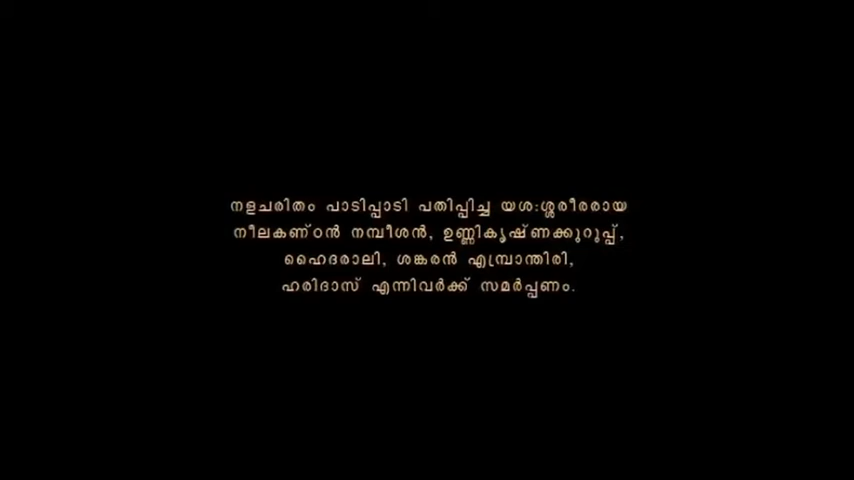 നളചരിതം പാടിപ്പാടി പതിപ്പിച്ച യശഃശ്ശരീരരായ
നീലകണ്ഠൻ നമ്പീശൻ, ഉണ്ണികൃഷ്ണക്കുറുപ്പ്,
ഹൈദരാലി, ശങ്കരൻ എമ്പ്രാന്തിരി,
ഹരിദാസ് എന്നിവർക്ക് സമർപ്പണം.